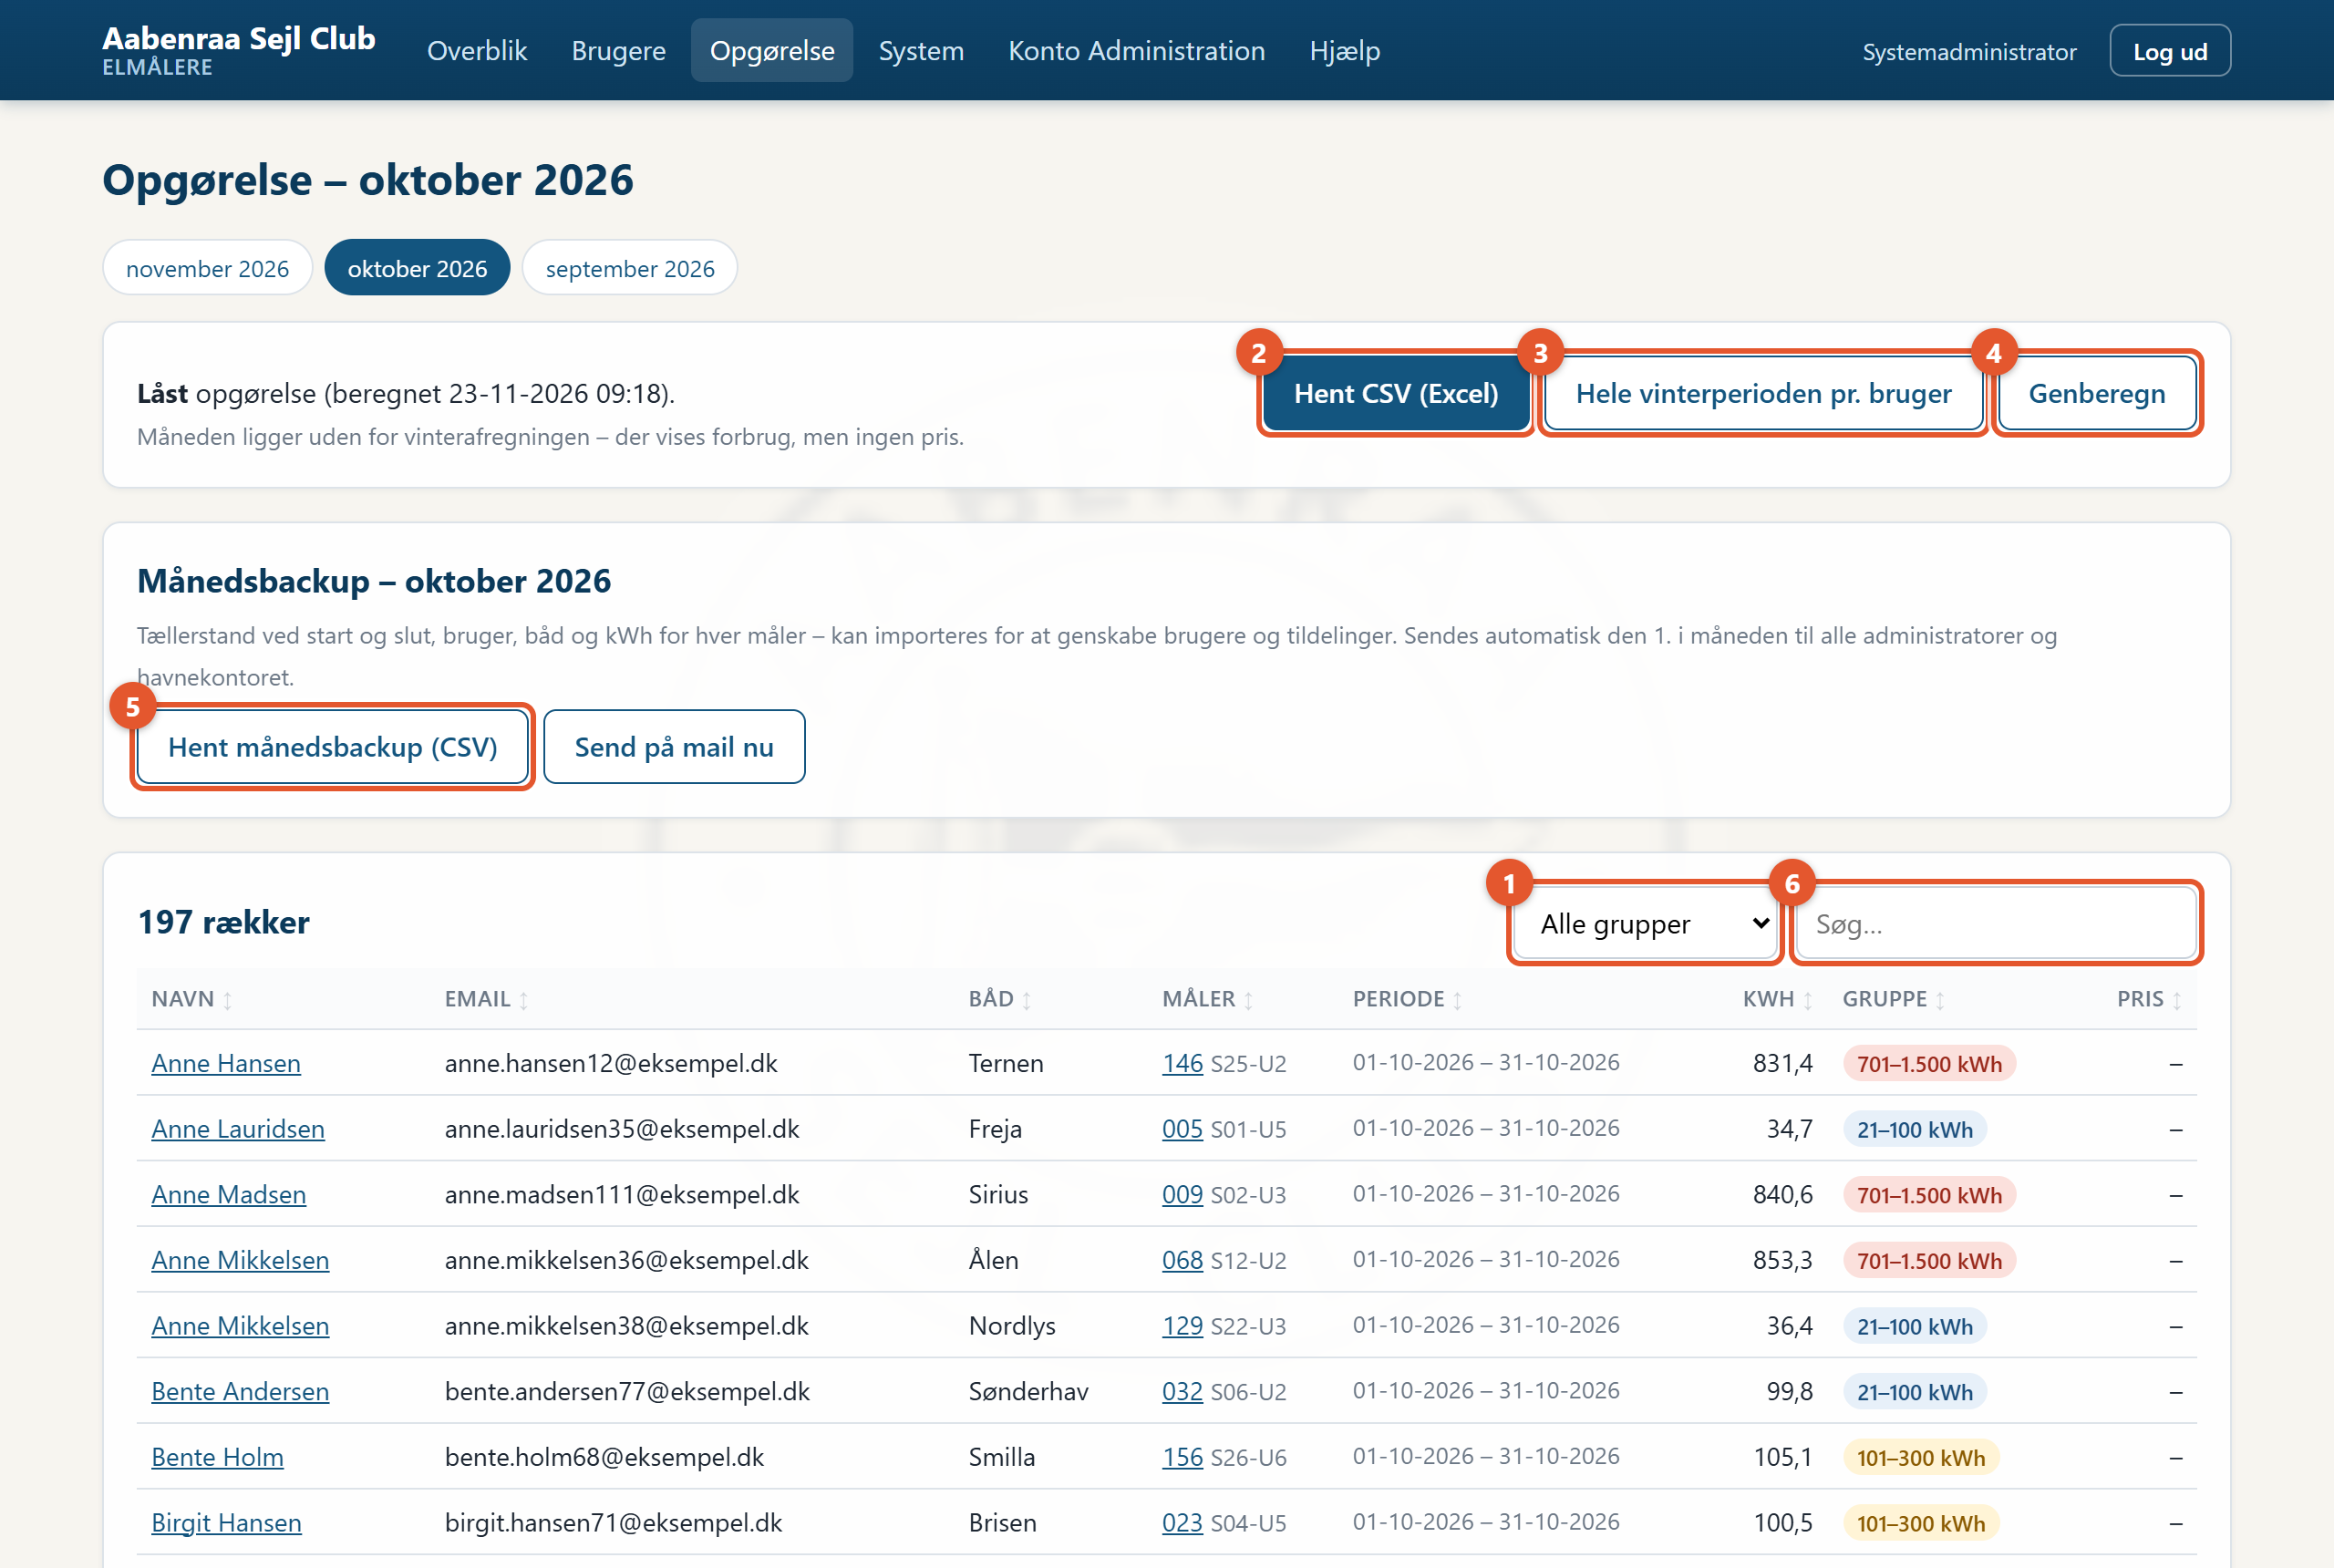 Aabenraa Sejl Club
ELMÅLERE
Overblik Brugere Opgørelse System Konto Administration Hjælp Systemadministrator Log ud
Opgørelse – oktober 2026
november 2026 oktober 2026 september 2026
Låst opgørelse (beregnet 23-11-2026 09:18).
Måneden ligger uden for vinterafregningen – der vises forbrug, men ingen pris.
2 Hent CSV (Excel) 3 Hele vinterperioden pr. bruger 4 Genberegn
Månedsbackup – oktober 2026
Tællerstand ved start og slut, bruger, båd og kWh for hver måler – kan importeres for at genskabe brugere og tildelinger. Sendes automatisk den 1. i måneden til alle administratorer og
havnekontoret.
5 Hent månedsbackup (CSV) Send på mail nu
197 rækker 1 Alle grupper 6 Søg...
NAVN ↕ EMAIL ↕ BÅD ↕ MÅLER ↕ PERIODE ↕ KWH ↕ GRUPPE ↕ PRIS ↕
Anne Hansen anne.hansen12@eksempel.dk Ternen 146 S25-U2 01-10-2026 – 31-10-2026 831,4 701–1.500 kWh –
Anne Lauridsen anne.lauridsen35@eksempel.dk Freja 005 S01-U5 01-10-2026 – 31-10-2026 34,7 21–100 kWh –
Anne Madsen anne.madsen111@eksempel.dk Sirius 009 S02-U3 01-10-2026 – 31-10-2026 840,6 701–1.500 kWh –
Anne Mikkelsen anne.mikkelsen36@eksempel.dk Ålen 068 S12-U2 01-10-2026 – 31-10-2026 853,3 701–1.500 kWh –
Anne Mikkelsen anne.mikkelsen38@eksempel.dk Nordlys 129 S22-U3 01-10-2026 – 31-10-2026 36,4 21–100 kWh –
Bente Andersen bente.andersen77@eksempel.dk Sønderhav 032 S06-U2 01-10-2026 – 31-10-2026 99,8 21–100 kWh –
Bente Holm bente.holm68@eksempel.dk Smilla 156 S26-U6 01-10-2026 – 31-10-2026 105,1 101–300 kWh –
Birgit Hansen birgit.hansen71@eksempel.dk Brisen 023 S04-U5 01-10-2026 – 31-10-2026 100,5 101–300 kWh –